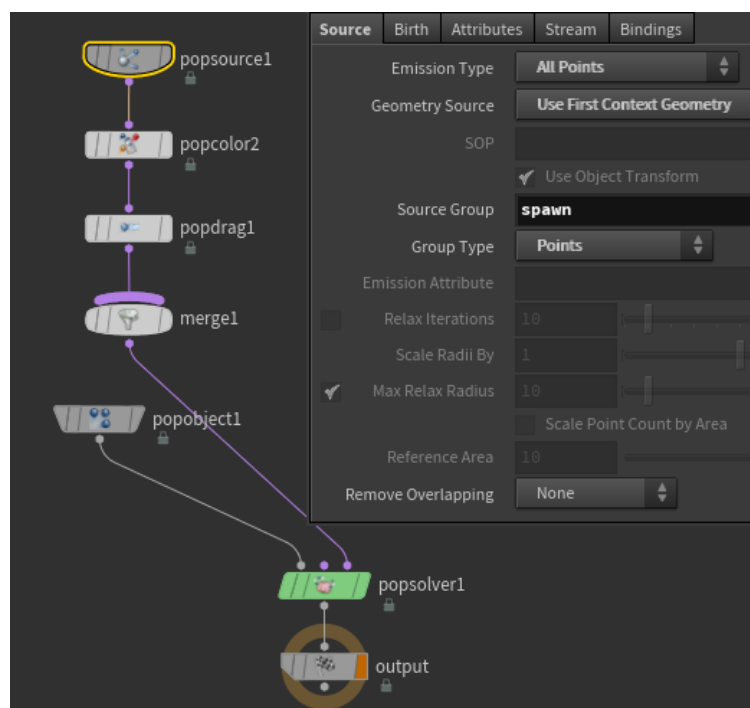 popsource1
popcolor2
popdrag1
merge1
popobject1
popsolver1
output
Source Birth Attributes Stream Bindings
Emission Type All Points
Geometry Source Use First Context Geometry
SOP
Use Object Transform
Source Group spawn
Group Type Points
Emission Attribute
Relax Iterations 10
Scale Radii By 1
Max Relax Radius 10
Scale Point Count by Area
Reference Area 10
Remove Overlapping None